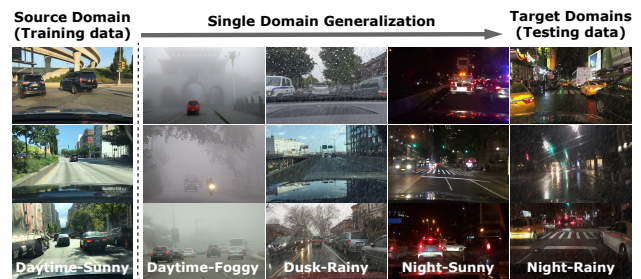 Source Domain
(Training data)
Single Domain Generalization
Target Domains
(Testing data)
Daytime-Sunny
Daytime-Foggy
Dusk-Rainy
Night-Sunny
Night-Rainy